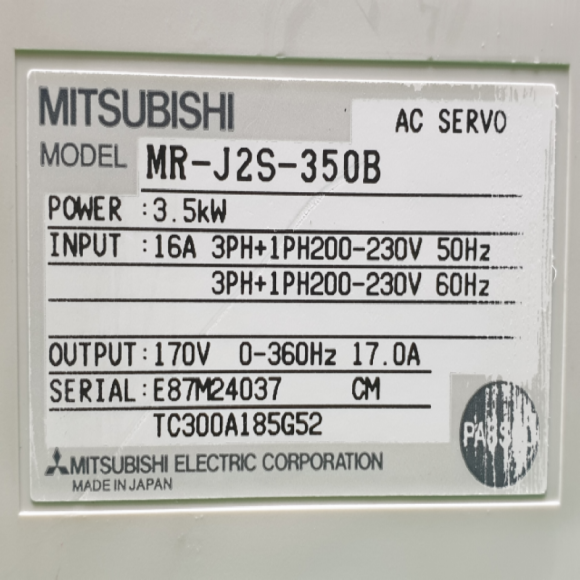 MITSUBISHI
AC SERVO
MODEL MR-J2S-350B
POWER :3.5kW
INPUT :16A 3PH+1PH200-230V 50Hz
3PH+1PH200-230V 60Hz
OUTPUT:170V 0-360Hz 17.0A
SERIAL:E87M24037 CM
TC300A185G52
MITSUBISHI ELECTRIC CORPORATION
MADE IN JAPAN